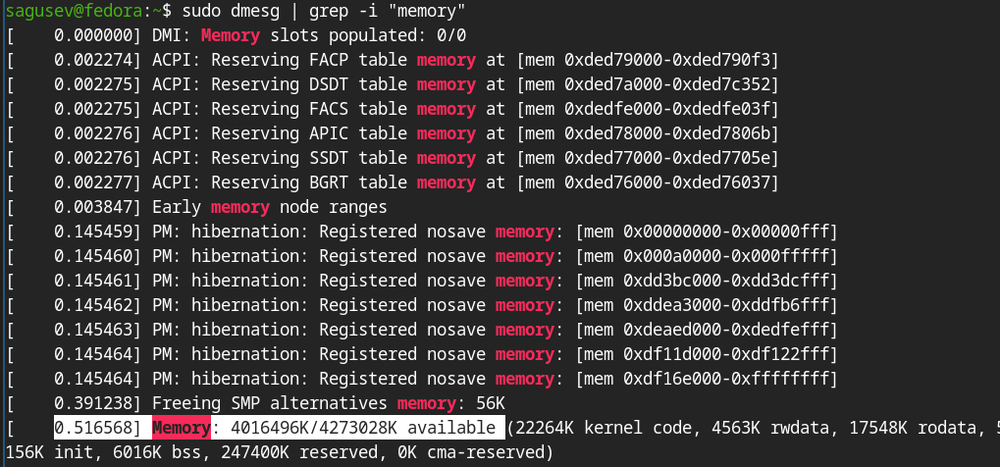 sagusev@fedora:~$ sudo dmesg | grep -i "memory"
[    0.000000] DMI: Memory slots populated: 0/0
[    0.002274] ACPI: Reserving FACP table memory at [mem 0xded79000-0xded790f3]
[    0.002275] ACPI: Reserving DSDT table memory at [mem 0xded7a000-0xded7c352]
[    0.002275] ACPI: Reserving FACS table memory at [mem 0xdedfe000-0xdedfe03f]
[    0.002276] ACPI: Reserving APIC table memory at [mem 0xded78000-0xded7806b]
[    0.002276] ACPI: Reserving SSDT table memory at [mem 0xded77000-0xded7705e]
[    0.002277] ACPI: Reserving BGRT table memory at [mem 0xded76000-0xded76037]
[    0.003847] Early memory node ranges
[    0.145459] PM: hibernation: Registered nosave memory: [mem 0x00000000-0x00000fff]
[    0.145460] PM: hibernation: Registered nosave memory: [mem 0x000a0000-0x000fffff]
[    0.145461] PM: hibernation: Registered nosave memory: [mem 0xdd3bc000-0xdd3dcfff]
[    0.145462] PM: hibernation: Registered nosave memory: [mem 0xddea3000-0xddfb6fff]
[    0.145463] PM: hibernation: Registered nosave memory: [mem 0xdeaed000-0xdedfefff]
[    0.145464] PM: hibernation: Registered nosave memory: [mem 0xdf11d000-0xdf122fff]
[    0.145464] PM: hibernation: Registered nosave memory: [mem 0xdf16e000-0xffffffff]
[    0.391238] Freeing SMP alternatives memory: 56K
[    0.516568] Memory: 4016496K/4273028K available (22264K kernel code, 4563K rwdata, 17548K rodata,
156K init, 6016K bss, 247400K reserved, 0K cma-reserved)